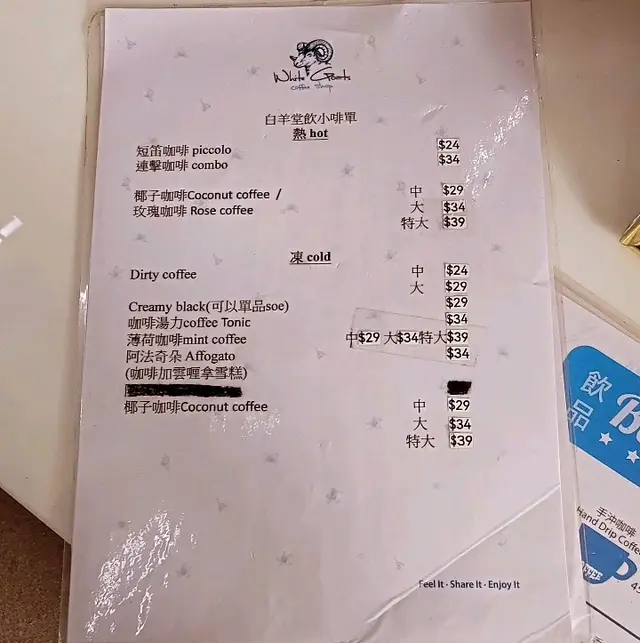 White Goats
Coffee Shop
白羊堂飲小啡單
熱 hot
短笛咖啡 piccolo $24
連擊咖啡 combo $34
椰子咖啡Coconut coffee / 中 $29
玫瑰咖啡 Rose coffee 大 $34
特大 $39
凍 cold
Dirty coffee 中 $24
大 $29
Creamy black(可以單品soe) $29
咖啡湯力coffee Tonic $34
薄荷咖啡mint coffee 中$29 大$34特大$39
阿法奇朵 Affogato $34
(咖啡加雲喱拿雪糕)
椰子咖啡Coconut coffee 中 $29
大 $34
特大 $39
Feel It · Share It · Enjoy It
飲品
手沖咖啡
Hand Drip Coffee